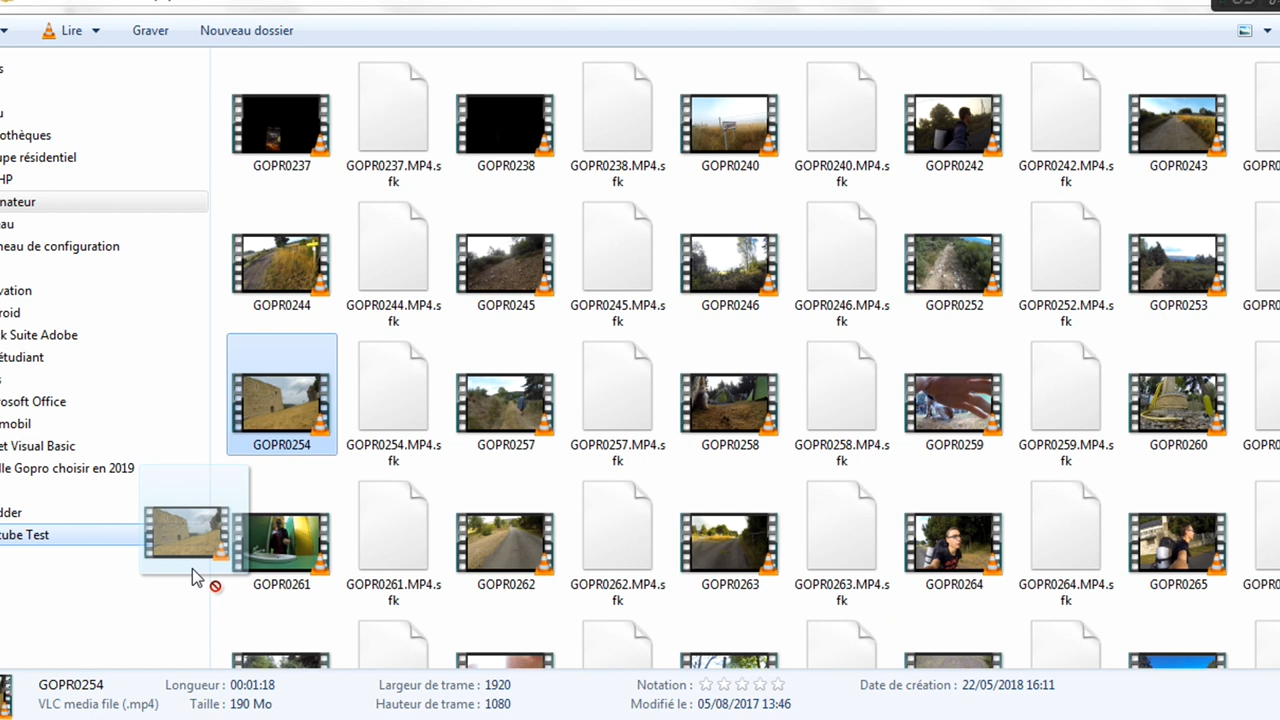 Lire
Graver
Nouveau dossier
GOPR0237
GOPR0237.MP4.s
fk
GOPR0238
GOPR0238.MP4.s
fk
GOPR0240
GOPR0240.MP4.s
fk
GOPR0242
GOPR0242.MP4.s
fk
GOPR0243
GOPR0
GOPR0244
GOPR0244.MP4.s
fk
GOPR0245
GOPR0245.MP4.s
fk
GOPR0246
GOPR0246.MP4.s
fk
GOPR0252
GOPR0252.MP4.s
fk
GOPR0253
GOPR0
GOPR0254
GOPR0254.MP4.s
fk
GOPR0257
GOPR0257.MP4.s
fk
GOPR0258
GOPR0258.MP4.s
fk
GOPR0259
GOPR0259.MP4.s
fk
GOPR0260
GOPR0
GOPR0261
GOPR0261.MP4.s
fk
GOPR0262
GOPR0262.MP4.s
fk
GOPR0263
GOPR0263.MP4.s
fk
GOPR0264
GOPR0264.MP4.s
fk
GOPR0265
GOPR0
s
u
othèques
upe résidentiel
HP
nateur
eau
neau de configuration
vation
roid
k Suite Adobe
étudiant
s
osoft Office
mobil
et Visual Basic
lle Gopro choisir en 2019
dder
tube Test
GOPR0254
VLC media file (.mp4)
Longueur : 00:01:18
Taille : 190 Mo
Largeur de trame : 1920
Hauteur de trame : 1080
Notation :
Modifié le : 05/08/2017 13:46
Date de création : 22/05/2018 16:11